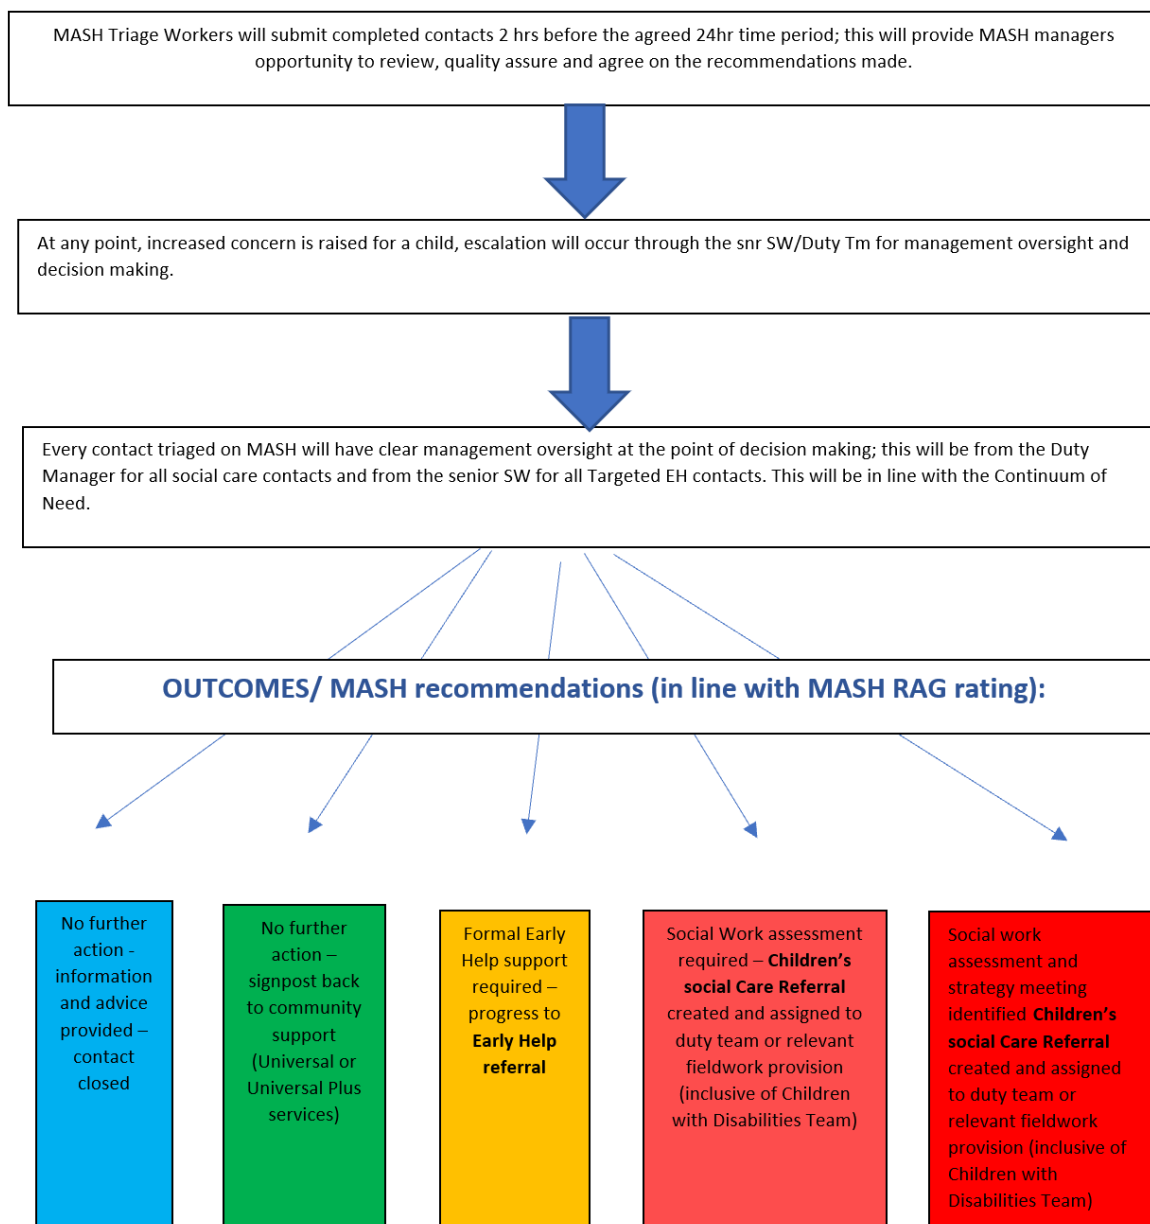 MASH Triage Workers will submit completed contacts 2 hrs before the agreed 24hr time period; this will provide MASH managers
opportunity to review, quality assure and agree on the recommendations made.
At any point, increased concern is raised for a child, escalation will occur through the snr SW/Duty Tm for management oversight and
decision making.
Every contact triaged on MASH will have clear management oversight at the point of decision making; this will be from the Duty
Manager for all social care contacts and from the senior SW for all Targeted EH contacts. This will be in line with the Continuum of
Need.
OUTCOMES/ MASH recommendations (in line with MASH RAG rating):
No further
action -
information
and advice
provided –
contact
closed
No further
action –
signpost back
to community
support
(Universal or
Universal Plus
services)
Formal Early
Help support
required –
progress to
Early Help
referral
Social Work assessment
required – Children’s
social Care Referral
created and assigned to
duty team or relevant
fieldwork provision
(inclusive of Children
with Disabilities Team)
Social work
assessment and
strategy meeting
identified Children’s
social Care Referral
created and assigned
to duty team or
relevant fieldwork
provision (inclusive of
Children with
Disabilities Team)